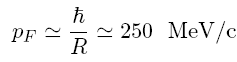 p_F ≃ ℏ/R ≃ 250 MeV/c